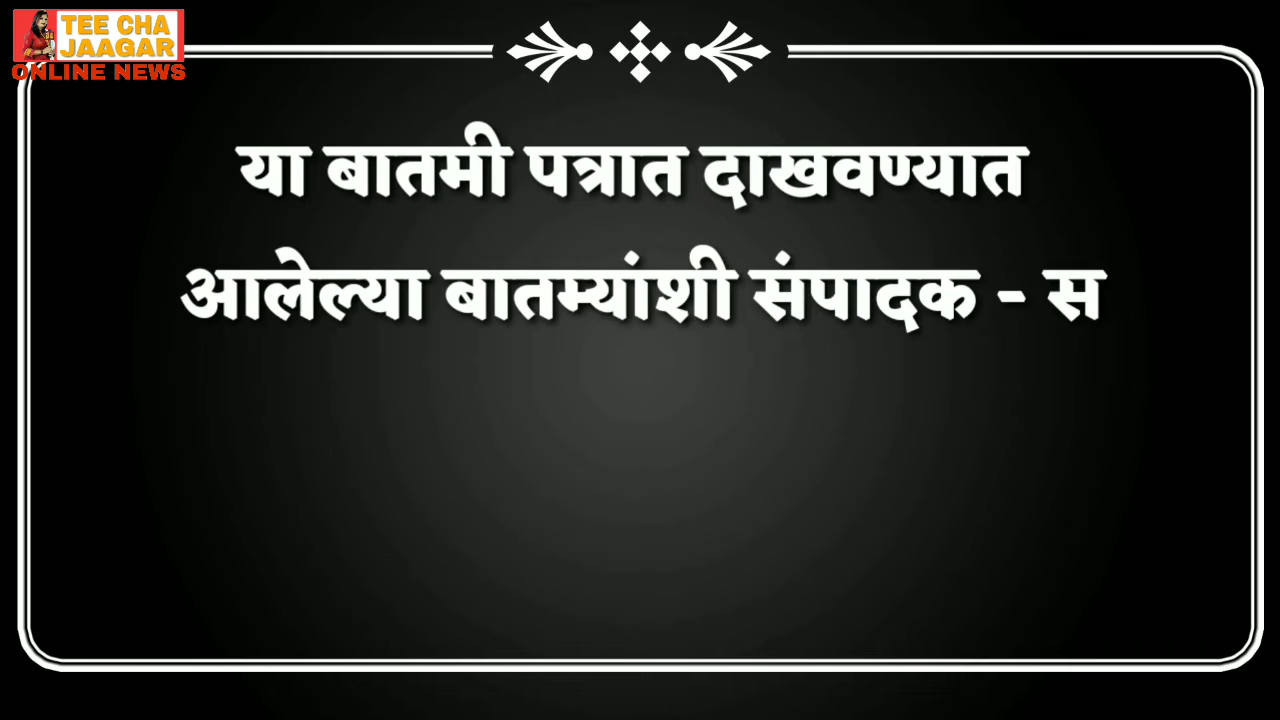 TEE CHA
JAAGAR
ONLINE NEWS
या बातमी पत्रात दाखवण्यात
आलेल्या बातम्यांशी संपादक - स